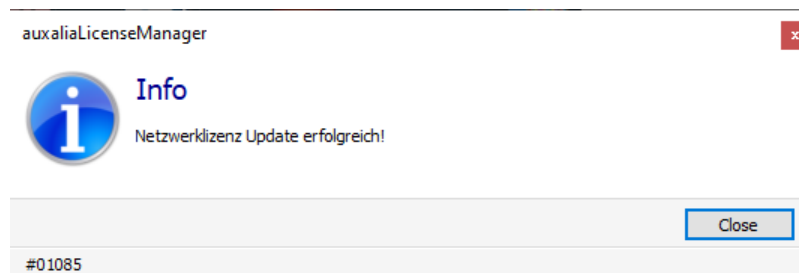 auxaliaLicenseManager
x
Info
Netzwerklizenz Update erfolgreich!
Close
#01085